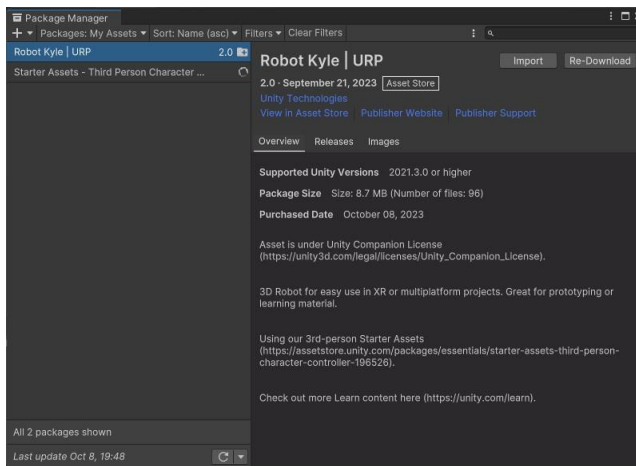 Package Manager
+ Packages: My Assets Sort: Name (asc) Filters Clear Filters
Robot Kyle | URP 2.0
Starter Assets - Third Person Character ...
Robot Kyle | URP
Import Re-Download
2.0 · September 21, 2023 Asset Store
Unity Technologies
View in Asset Store Publisher Website Publisher Support
Overview Releases Images
Supported Unity Versions 2021.3.0 or higher
Package Size Size: 8.7 MB (Number of files: 96)
Purchased Date October 08, 2023
Asset is under Unity Companion License
(https://unity3d.com/legal/licenses/Unity_Companion_License).
3D Robot for easy use in XR or multiplatform projects. Great for prototyping or
learning material.
Using our 3rd-person Starter Assets
(https://assetstore.unity.com/packages/essentials/starter-assets-third-person-
character-controller-196526).
Check out more Learn content here (https://unity.com/learn).
All 2 packages shown
Last update Oct 8, 19:48